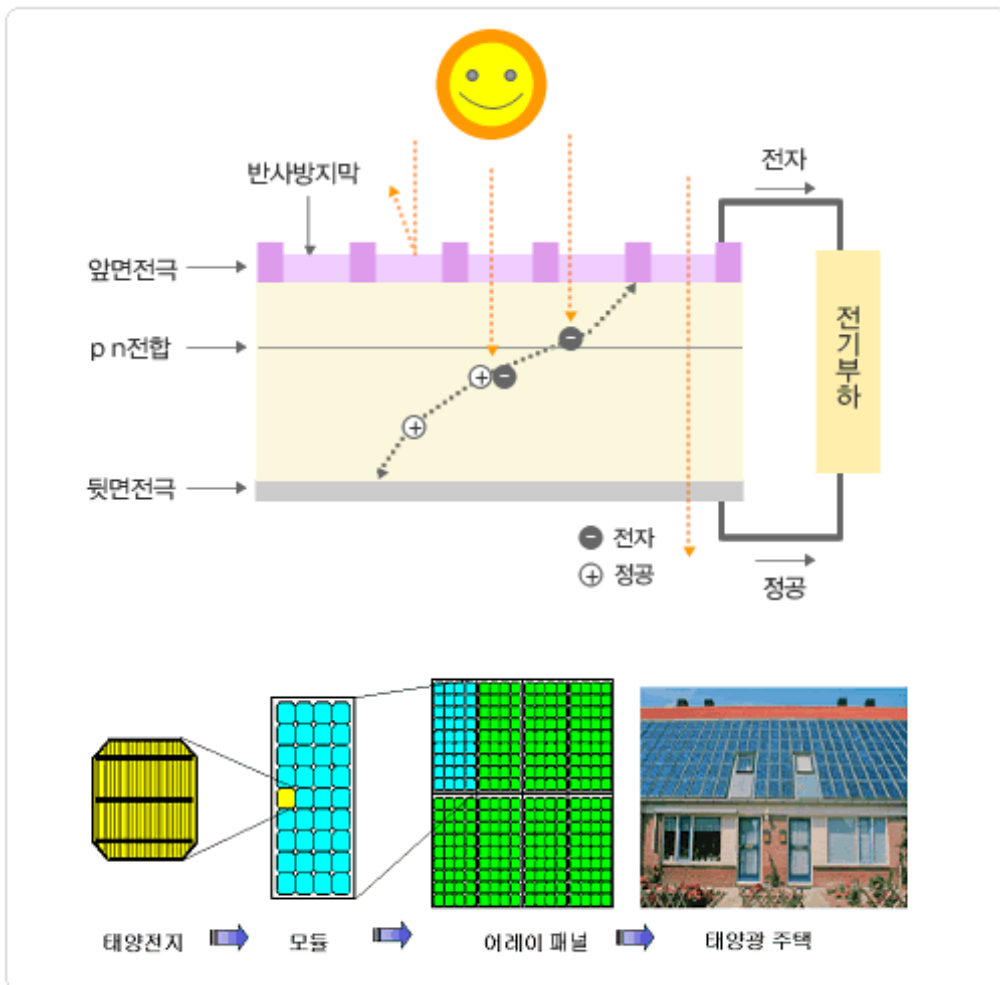 전자
반사방지막
앞면전극
p n전합
전기부하
뒷면전극
전자
정공
정공
태양전지
모듈
어레이 패널
태양광 주택